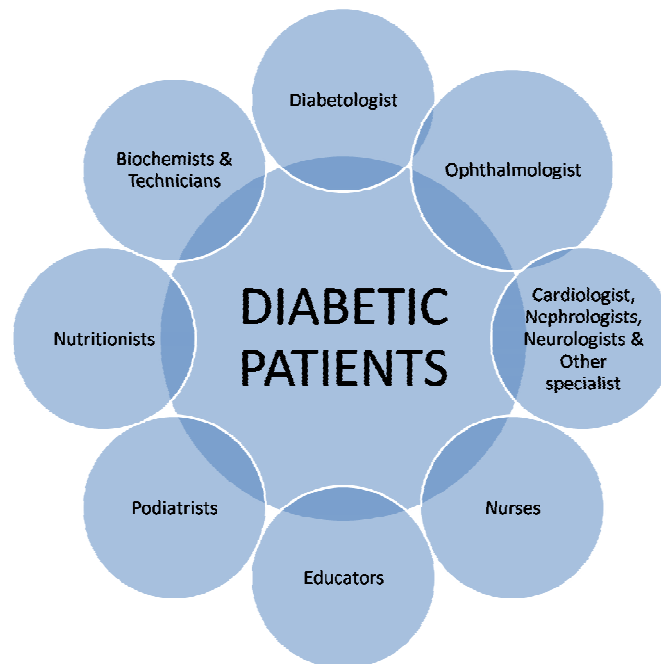 Diabetologist
Ophthalmologist
Cardiologist,
Nephrologists,
Neurologists &
Other
specialist
Nurses
Educators
Podiatrists
Nutritionists
Biochemists &
Technicians
DIABETIC
PATIENTS